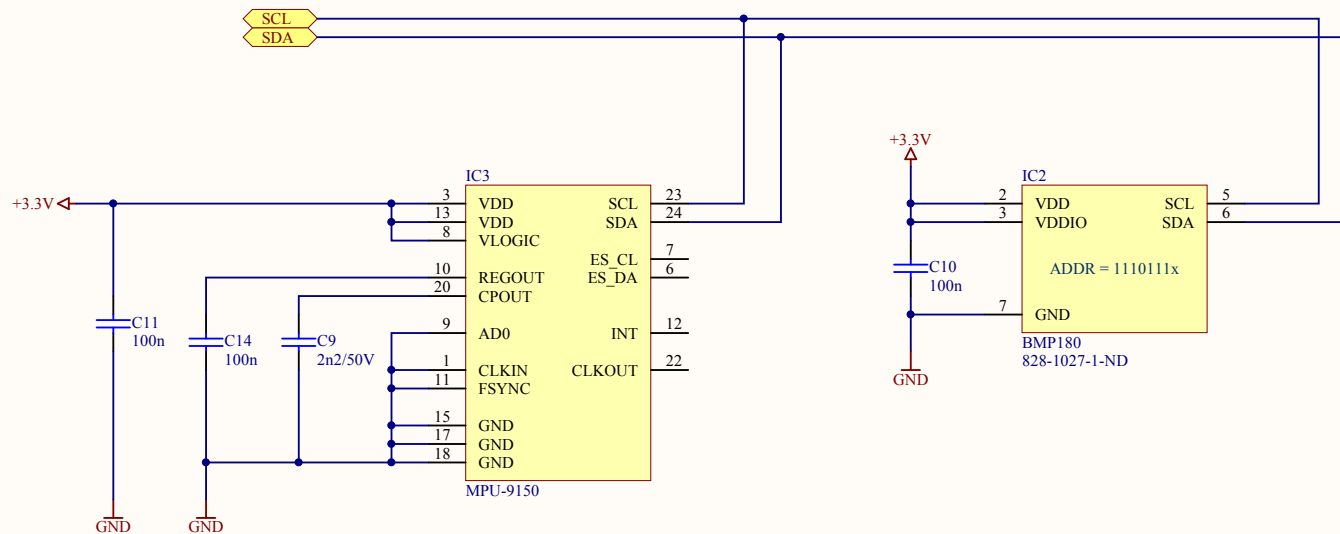 SCL
SDA
+3.3V
IC3
IC2
+3.3V
3 VDD
13 VDD
8 VLOGIC
10 REGOUT
20 CPOUT
9 AD0
1 CLKIN
11 FSYNC
15 GND
17 GND
18 GND
SCL 23
SDA 24
ES_CL 7
ES_DA 6
INT 12
CLKOUT 22
MPU-9150
2 VDD
3 VDDIO
7 GND
SCL 5
SDA 6
ADDR = 1110111x
BMP180
828-1027-1-ND
C10
100n
GND
C11
100n
C14
100n
C9
2n2/50V
GND
GND